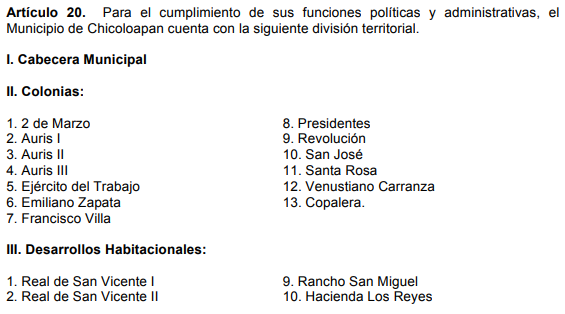 Artículo 20. Para el cumplimiento de sus funciones políticas y administrativas, el
Municipio de Chicoloapan cuenta con la siguiente división territorial.
I. Cabecera Municipal
II. Colonias:
1. 2 de Marzo
2. Auris I
3. Auris II
4. Auris III
5. Ejército del Trabajo
6. Emiliano Zapata
7. Francisco Villa
8. Presidentes
9. Revolución
10. San José
11. Santa Rosa
12. Venustiano Carranza
13. Copalera.
III. Desarrollos Habitacionales:
1. Real de San Vicente I
2. Real de San Vicente II
9. Rancho San Miguel
10. Hacienda Los Reyes